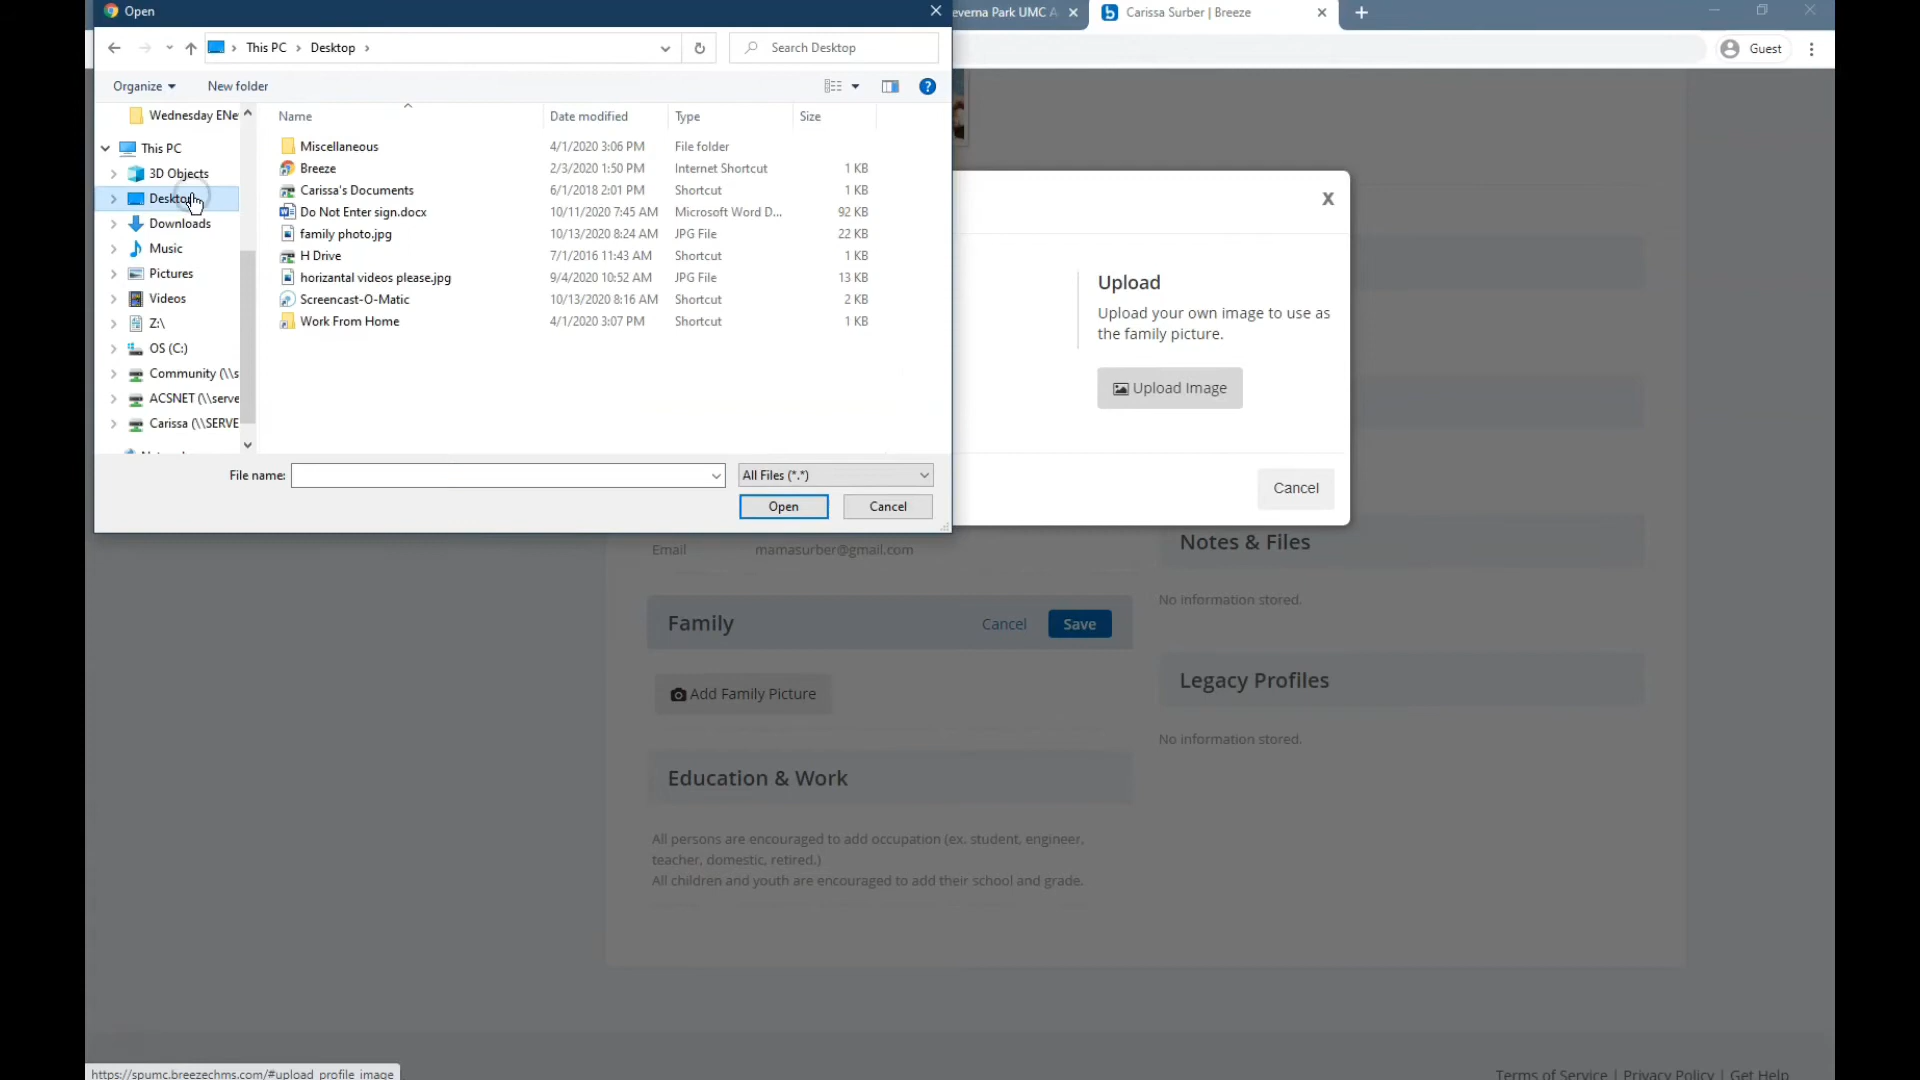 Open
Severna Park UMC A
Carissa Surber | Breeze
This PC > Desktop >
Search Desktop
Guest
Organize
New folder
Wednesday ENe
This PC
3D Objects
Desktop
Downloads
Music
Pictures
Videos
Z:\
OS (C:)
Community (\\s
ACSNET (\\serve
Carissa (\\SERVE
Name Date modified Type Size
Miscellaneous 4/1/2020 3:06 PM File folder
Breeze 2/3/2020 1:50 PM Internet Shortcut 1 KB
Carissa's Documents 6/1/2018 2:01 PM Shortcut 1 KB
Do Not Enter sign.docx 10/11/2020 7:45 AM Microsoft Word D... 92 KB
family photo.jpg 10/13/2020 8:24 AM JPG File 22 KB
H Drive 7/1/2016 11:43 AM Shortcut 1 KB
horizantal videos please.jpg 9/4/2020 10:52 AM JPG File 13 KB
Screencast-O-Matic 10/13/2020 8:16 AM Shortcut 2 KB
Work From Home 4/1/2020 3:07 PM Shortcut 1 KB
File name:
All Files (*.*)
Open
Cancel
X
Upload
Upload your own image to use as
the family picture.
Upload Image
Cancel
Email mamasurber@gmail.com
Family
Cancel
Save
Add Family Picture
Education & Work
All persons are encouraged to add occupation (ex. student, engineer,
teacher, domestic, retired.)
All children and youth are encouraged to add their school and grade.
Notes & Files
No information stored.
Legacy Profiles
No information stored.
https://spumc.breezechms.com/#upload_profile_image
Terms of Service | Privacy Policy | Get Help